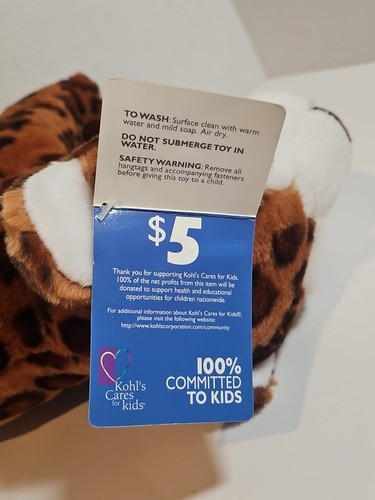 TO WASH: Surface clean with warm
water and mild soap. Air dry.
DO NOT SUBMERGE TOY IN
WATER.
SAFETY WARNING: Remove all
hangtags and accompanying fasteners
before giving this toy to a child.
$5
Thank you for supporting Kohl's Cares for Kids.
100% of the net profits from this item will be
donated to support health and educational
opportunities for children nationwide.
For additional information about Kohl's Cares for Kids®,
please visit the following website:
http://www.kohlscorporation.com/community
Kohl's
Cares
for kids®
100%
COMMITTED
TO KIDS